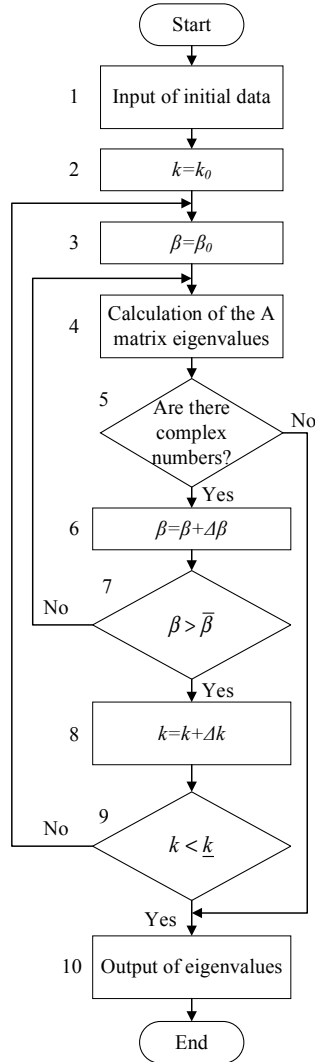 Start
1
Input of initial data
2
k=k₀
3
β=β₀
4
Calculation of the A
matrix eigenvalues
5
Are there
complex
numbers?
No
Yes
6
β=β+Δβ
7
No
β > β̅
Yes
8
k=k+Δk
9
No
k < k̲
Yes
10
Output of eigenvalues
End